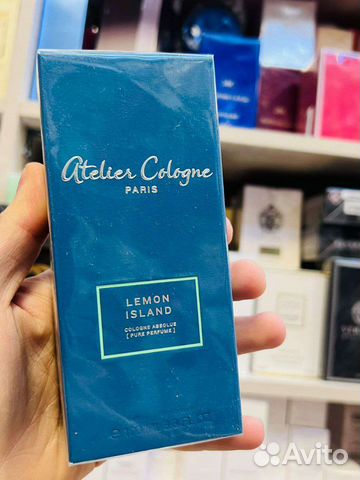 Atelier Cologne
PARIS
LEMON
ISLAND
COLOGNE ABSOLUE
[ PURE PERFUME ]
Avito